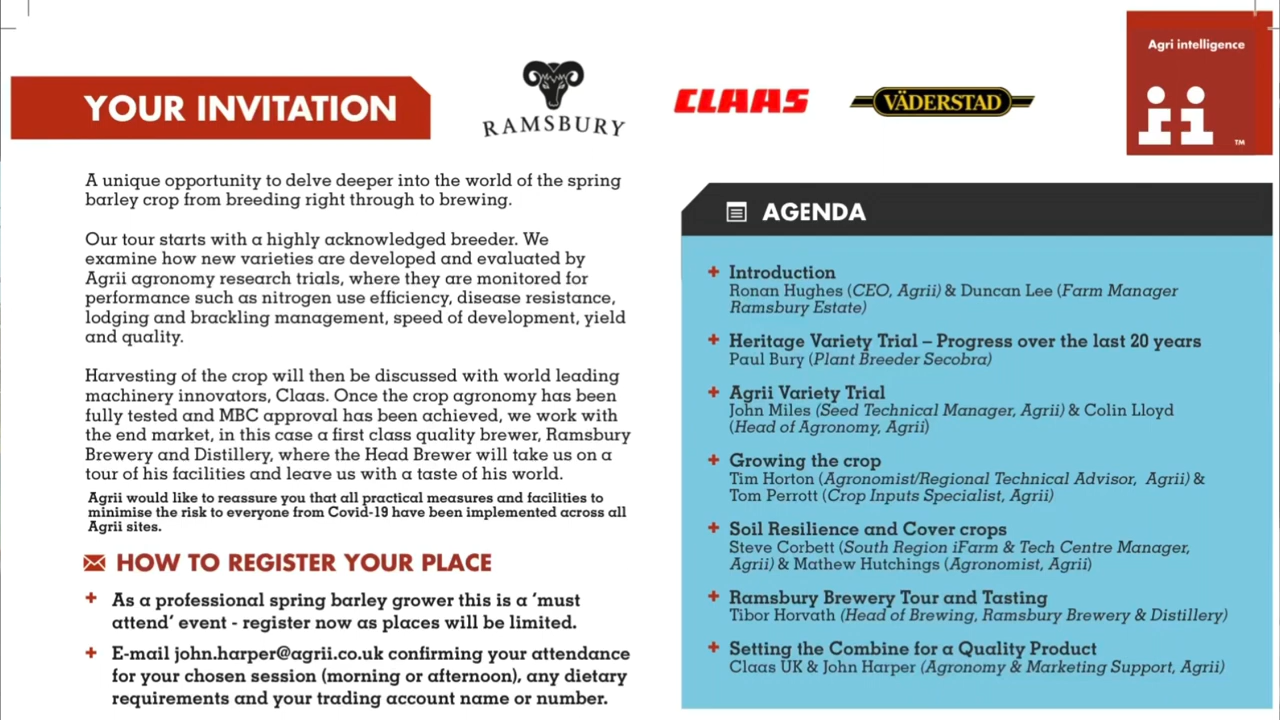 YOUR INVITATION
RAMSBURY
CLAAS
VÄDERSTAD
Agri intelligence
TM
A unique opportunity to delve deeper into the world of the spring
barley crop from breeding right through to brewing.
Our tour starts with a highly acknowledged breeder. We
examine how new varieties are developed and evaluated by
Agrii agronomy research trials, where they are monitored for
performance such as nitrogen use efficiency, disease resistance,
lodging and brackling management, speed of development, yield
and quality.
Harvesting of the crop will then be discussed with world leading
machinery innovators, Claas. Once the crop agronomy has been
fully tested and MBC approval has been achieved, we work with
the end market, in this case a first class quality brewer, Ramsbury
Brewery and Distillery, where the Head Brewer will take us on a
tour of his facilities and leave us with a taste of his world.
Agrii would like to reassure you that all practical measures and facilities to
minimise the risk to everyone from Covid-19 have been implemented across all
Agrii sites.
HOW TO REGISTER YOUR PLACE
+ As a professional spring barley grower this is a ‘must
attend’ event - register now as places will be limited.
+ E-mail john.harper@agrii.co.uk confirming your attendance
for your chosen session (morning or afternoon), any dietary
requirements and your trading account name or number.
AGENDA
+ Introduction
Ronan Hughes (CEO, Agrii) & Duncan Lee (Farm Manager
Ramsbury Estate)
+ Heritage Variety Trial – Progress over the last 20 years
Paul Bury (Plant Breeder Secobra)
+ Agrii Variety Trial
John Miles (Seed Technical Manager, Agrii) & Colin Lloyd
(Head of Agronomy, Agrii)
+ Growing the crop
Tim Horton (Agronomist/Regional Technical Advisor, Agrii) &
Tom Perrott (Crop Inputs Specialist, Agrii)
+ Soil Resilience and Cover crops
Steve Corbett (South Region iFarm & Tech Centre Manager,
Agrii) & Mathew Hutchings (Agronomist, Agrii)
+ Ramsbury Brewery Tour and Tasting
Tibor Horvath (Head of Brewing, Ramsbury Brewery & Distillery)
+ Setting the Combine for a Quality Product
Claas UK & John Harper (Agronomy & Marketing Support, Agrii)